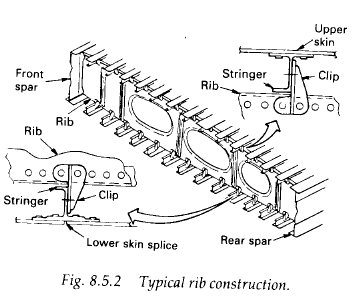 Upper
skin
Front
spar
Stringer
Clip
Rib
Rib
Rib
Stringer
Clip
Lower skin splice
Rear spar
Fig. 8.5.2 Typical rib construction.